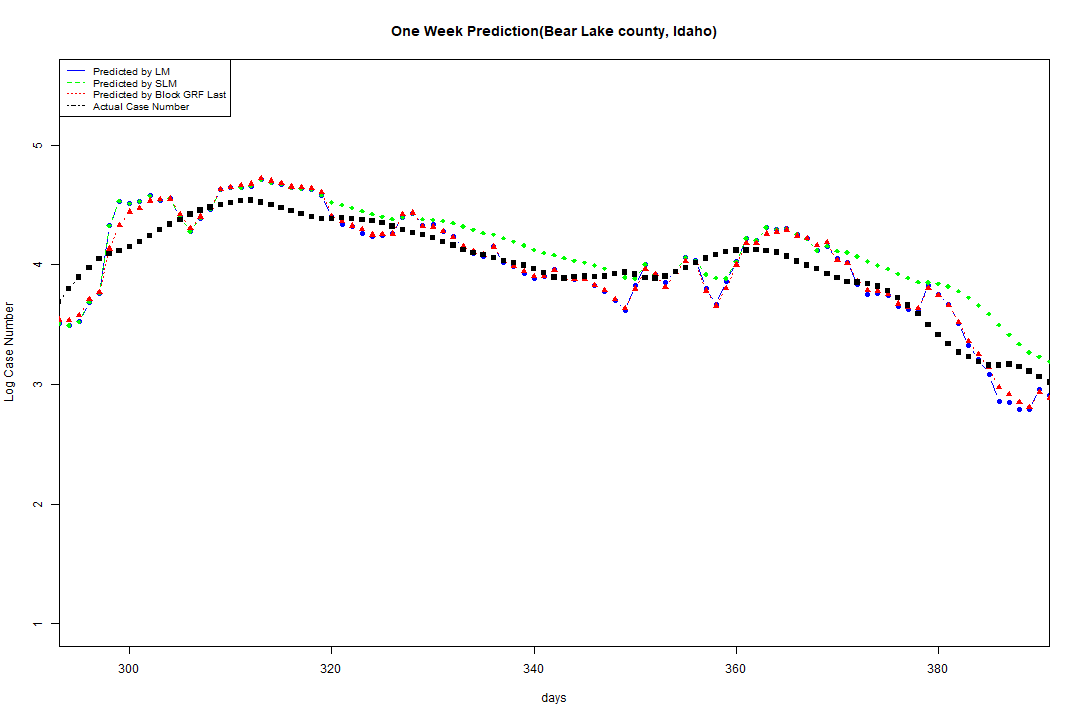 One Week Prediction(Bear Lake county, Idaho)
Predicted by LM
Predicted by SLM
Predicted by Block GRF Last
Actual Case Number
5
4
3
2
1
Log Case Number
300 320 340 360 380
days